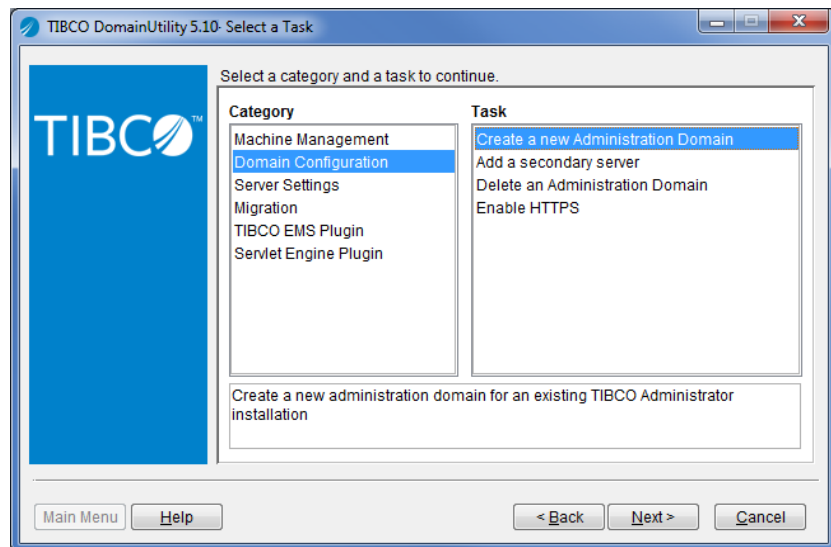 TIBCO DomainUtility 5.10- Select a Task
Select a category and a task to continue.
TIBCO™
Category
Machine Management
Domain Configuration
Server Settings
Migration
TIBCO EMS Plugin
Servlet Engine Plugin
Task
Create a new Administration Domain
Add a secondary server
Delete an Administration Domain
Enable HTTPS
Create a new administration domain for an existing TIBCO Administrator
installation
Main Menu Help < Back Next > Cancel